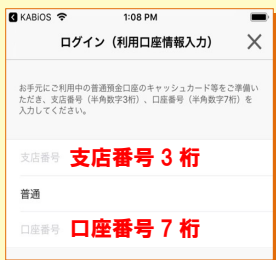 KABiOS 1:08 PM
ログイン（利用口座情報入力）
お手元にご利用中の普通預金口座のキャッシュカード等をご準備い
ただき、支店番号（半角数字3桁）、口座番号（半角数字7桁）を
入力してください。
支店番号 支店番号 3 桁
普通
口座番号 口座番号 7 桁